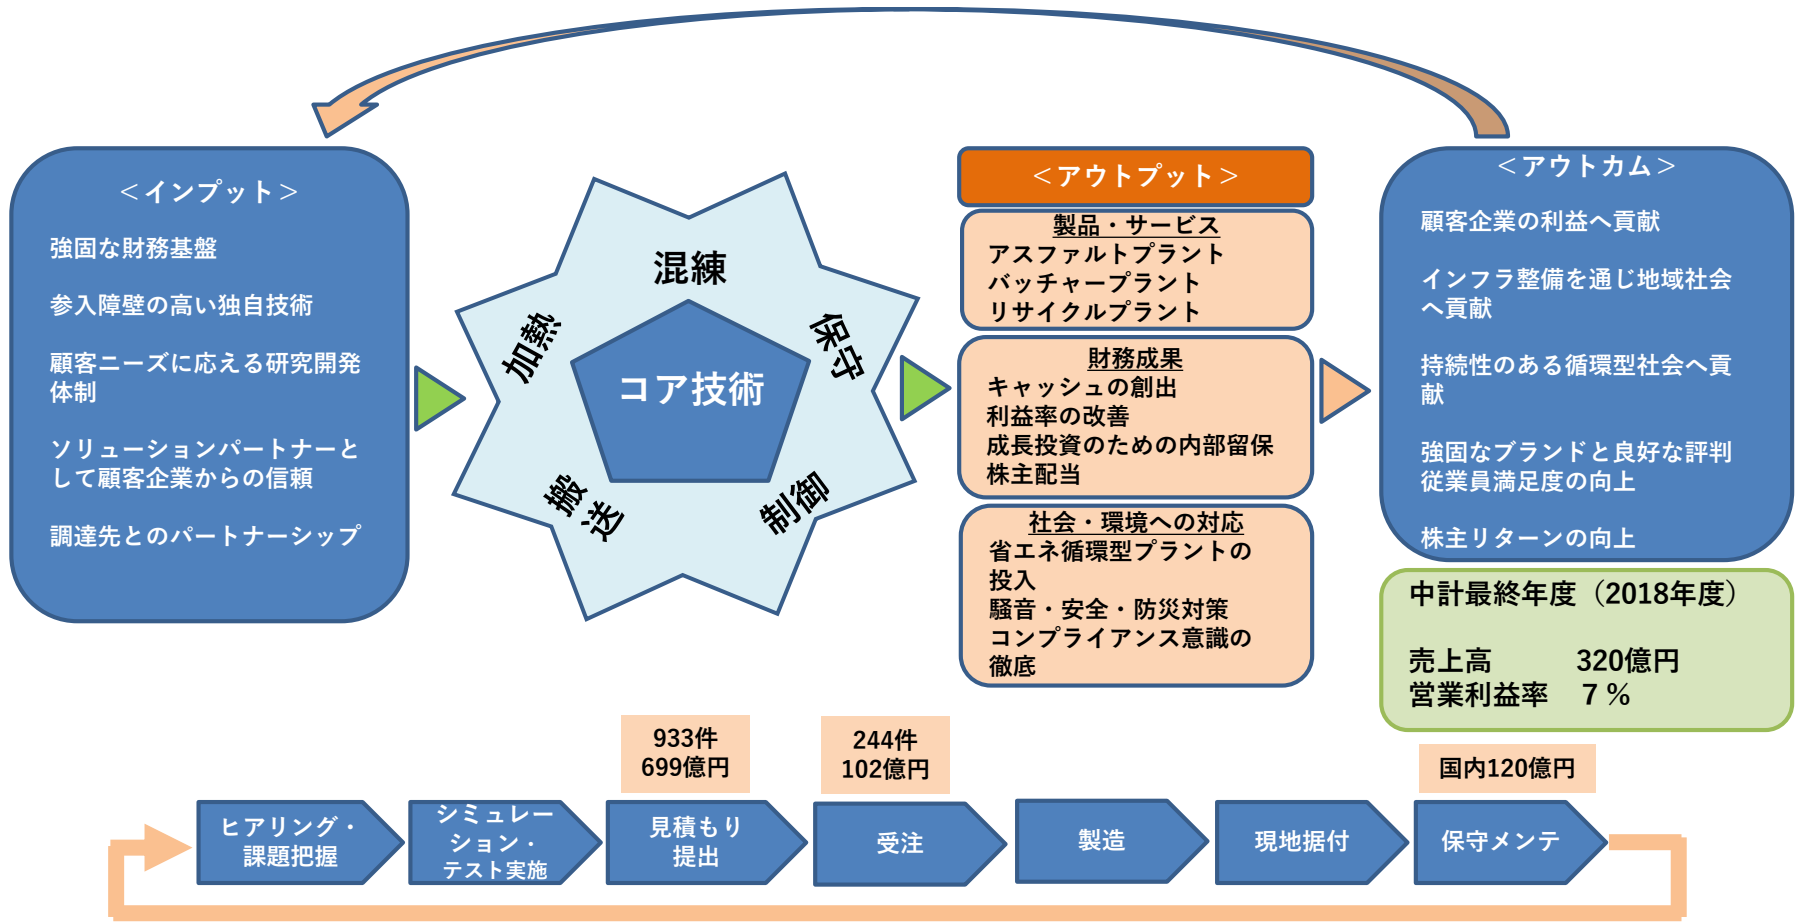 ＜インプット＞
強固な財務基盤
参入障壁の高い独自技術
顧客ニーズに応える研究開発
体制
ソリューションパートナーと
して顧客企業からの信頼
調達先とのパートナーシップ
混練
加熱
保守
コア技術
搬送
制御
＜アウトプット＞
製品・サービス
アスファルトプラント
バッチャープラント
リサイクルプラント
財務成果
キャッシュの創出
利益率の改善
成長投資のための内部留保
株主配当
社会・環境への対応
省エネ循環型プラントの
投入
騒音・安全・防災対策
コンプライアンス意識の
徹底
＜アウトカム＞
顧客企業の利益へ貢献
インフラ整備を通じ地域社会
へ貢献
持続性のある循環型社会へ貢
献
強固なブランドと良好な評判
従業員満足度の向上
株主リターンの向上
中計最終年度（2018年度）
売上高 320億円
営業利益率 ７％
933件
699億円
244件
102億円
国内120億円
ヒアリング・
課題把握
シミュレー
ション・
テスト実施
見積もり
提出
受注
製造
現地据付
保守メンテ